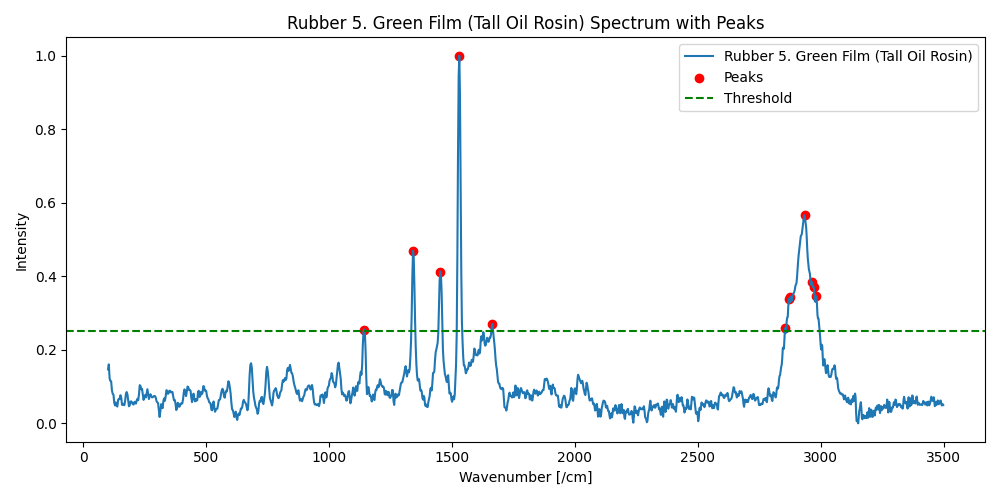 Rubber 5. Green Film (Tall Oil Rosin) Spectrum with Peaks
Rubber 5. Green Film (Tall Oil Rosin)
Peaks
Threshold
Intensity
1.0
0.8
0.6
0.4
0.2
0.0
0 500 1000 1500 2000 2500 3000 3500
Wavenumber [/cm]